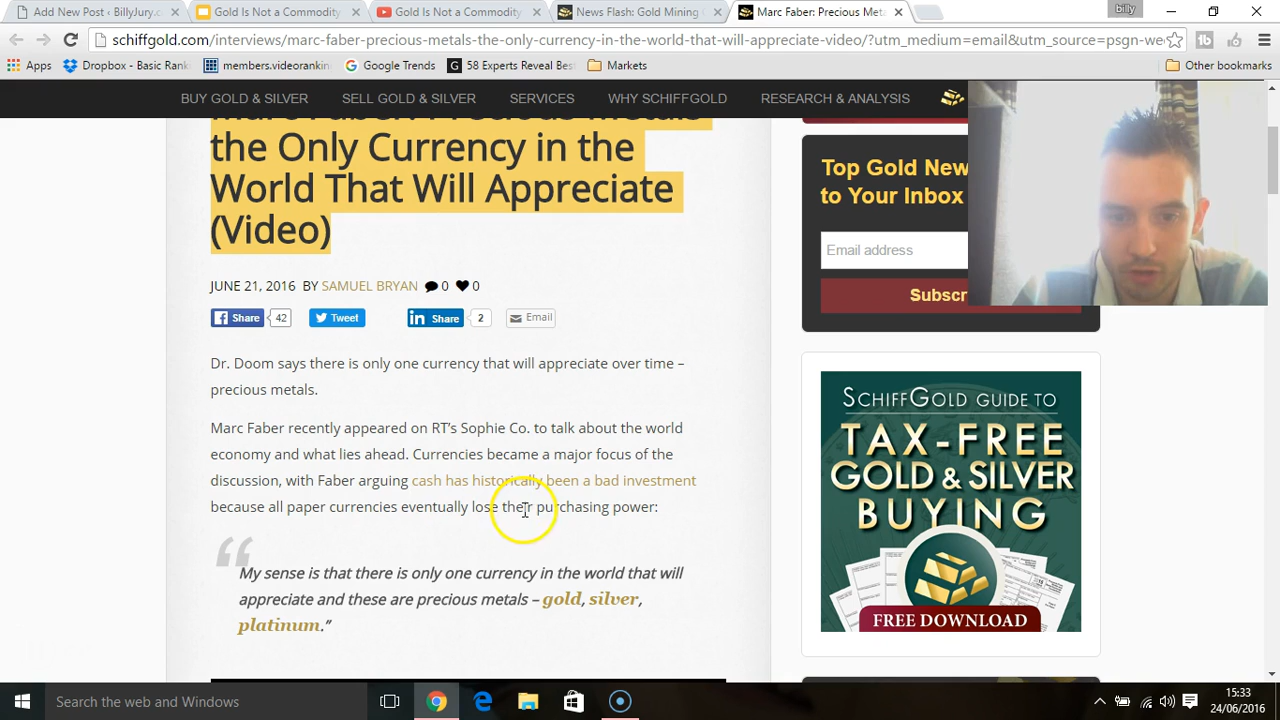 Add New Post ‹ BillyJury.c
Gold Is Not a Commodity
Gold Is Not a Commodity
News Flash: Gold Mining
Marc Faber: Precious Meta
billy
schiffgold.com/interviews/marc-faber-precious-metals-the-only-currency-in-the-world-that-will-appreciate-video/?utm_medium=email&utm_source=psgn-we
Apps
Dropbox - Basic Rank
members.videorankin
Google Trends
58 Experts Reveal Best
Markets
Other bookmarks
BUY GOLD & SILVER
SELL GOLD & SILVER
SERVICES
WHY SCHIFFGOLD
RESEARCH & ANALYSIS
Marc Faber: Precious Metals
the Only Currency in the
World That Will Appreciate
(Video)
JUNE 21, 2016 BY SAMUEL BRYAN 0 0
Share 42
Tweet
in Share 2
Email
Dr. Doom says there is only one currency that will appreciate over time –
precious metals.
Marc Faber recently appeared on RT's Sophie Co. to talk about the world
economy and what lies ahead. Currencies became a major focus of the
discussion, with Faber arguing cash has historically been a bad investment
because all paper currencies eventually lose their purchasing power:
“
My sense is that there is only one currency in the world that will
appreciate and these are precious metals – gold, silver,
platinum.”
Top Gold New
to Your Inbox
Email address
Subscr
SCHIFFGOLD GUIDE TO
TAX-FREE
GOLD & SILVER
BUYING
FREE DOWNLOAD
Search the web and Windows
15:33
24/06/2016